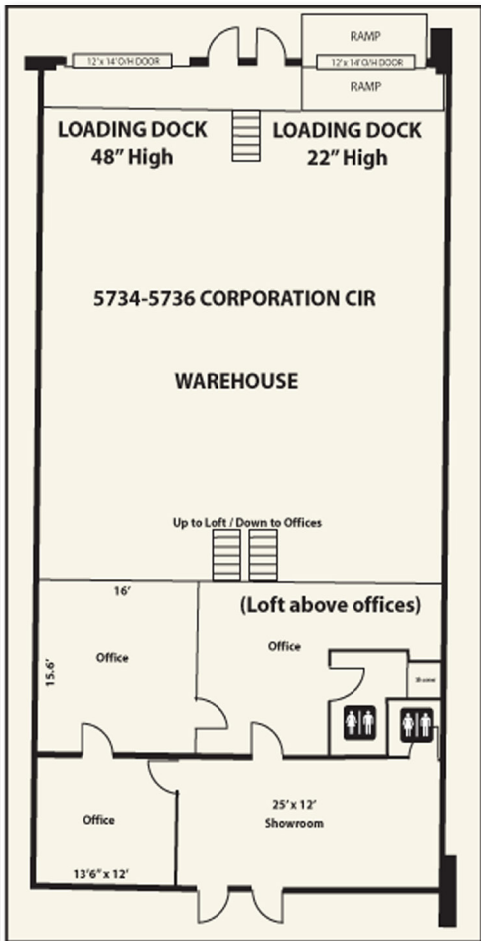 RAMP
12'x 14' O/H DOOR
12'x 14' O/H DOOR
RAMP
LOADING DOCK
48" High
LOADING DOCK
22" High
5734-5736 CORPORATION CIR
WAREHOUSE
Up to Loft / Down to Offices
16'
(Loft above offices)
Office
Office
15.6'
25' x 12'
Showroom
Office
13'6" x 12'